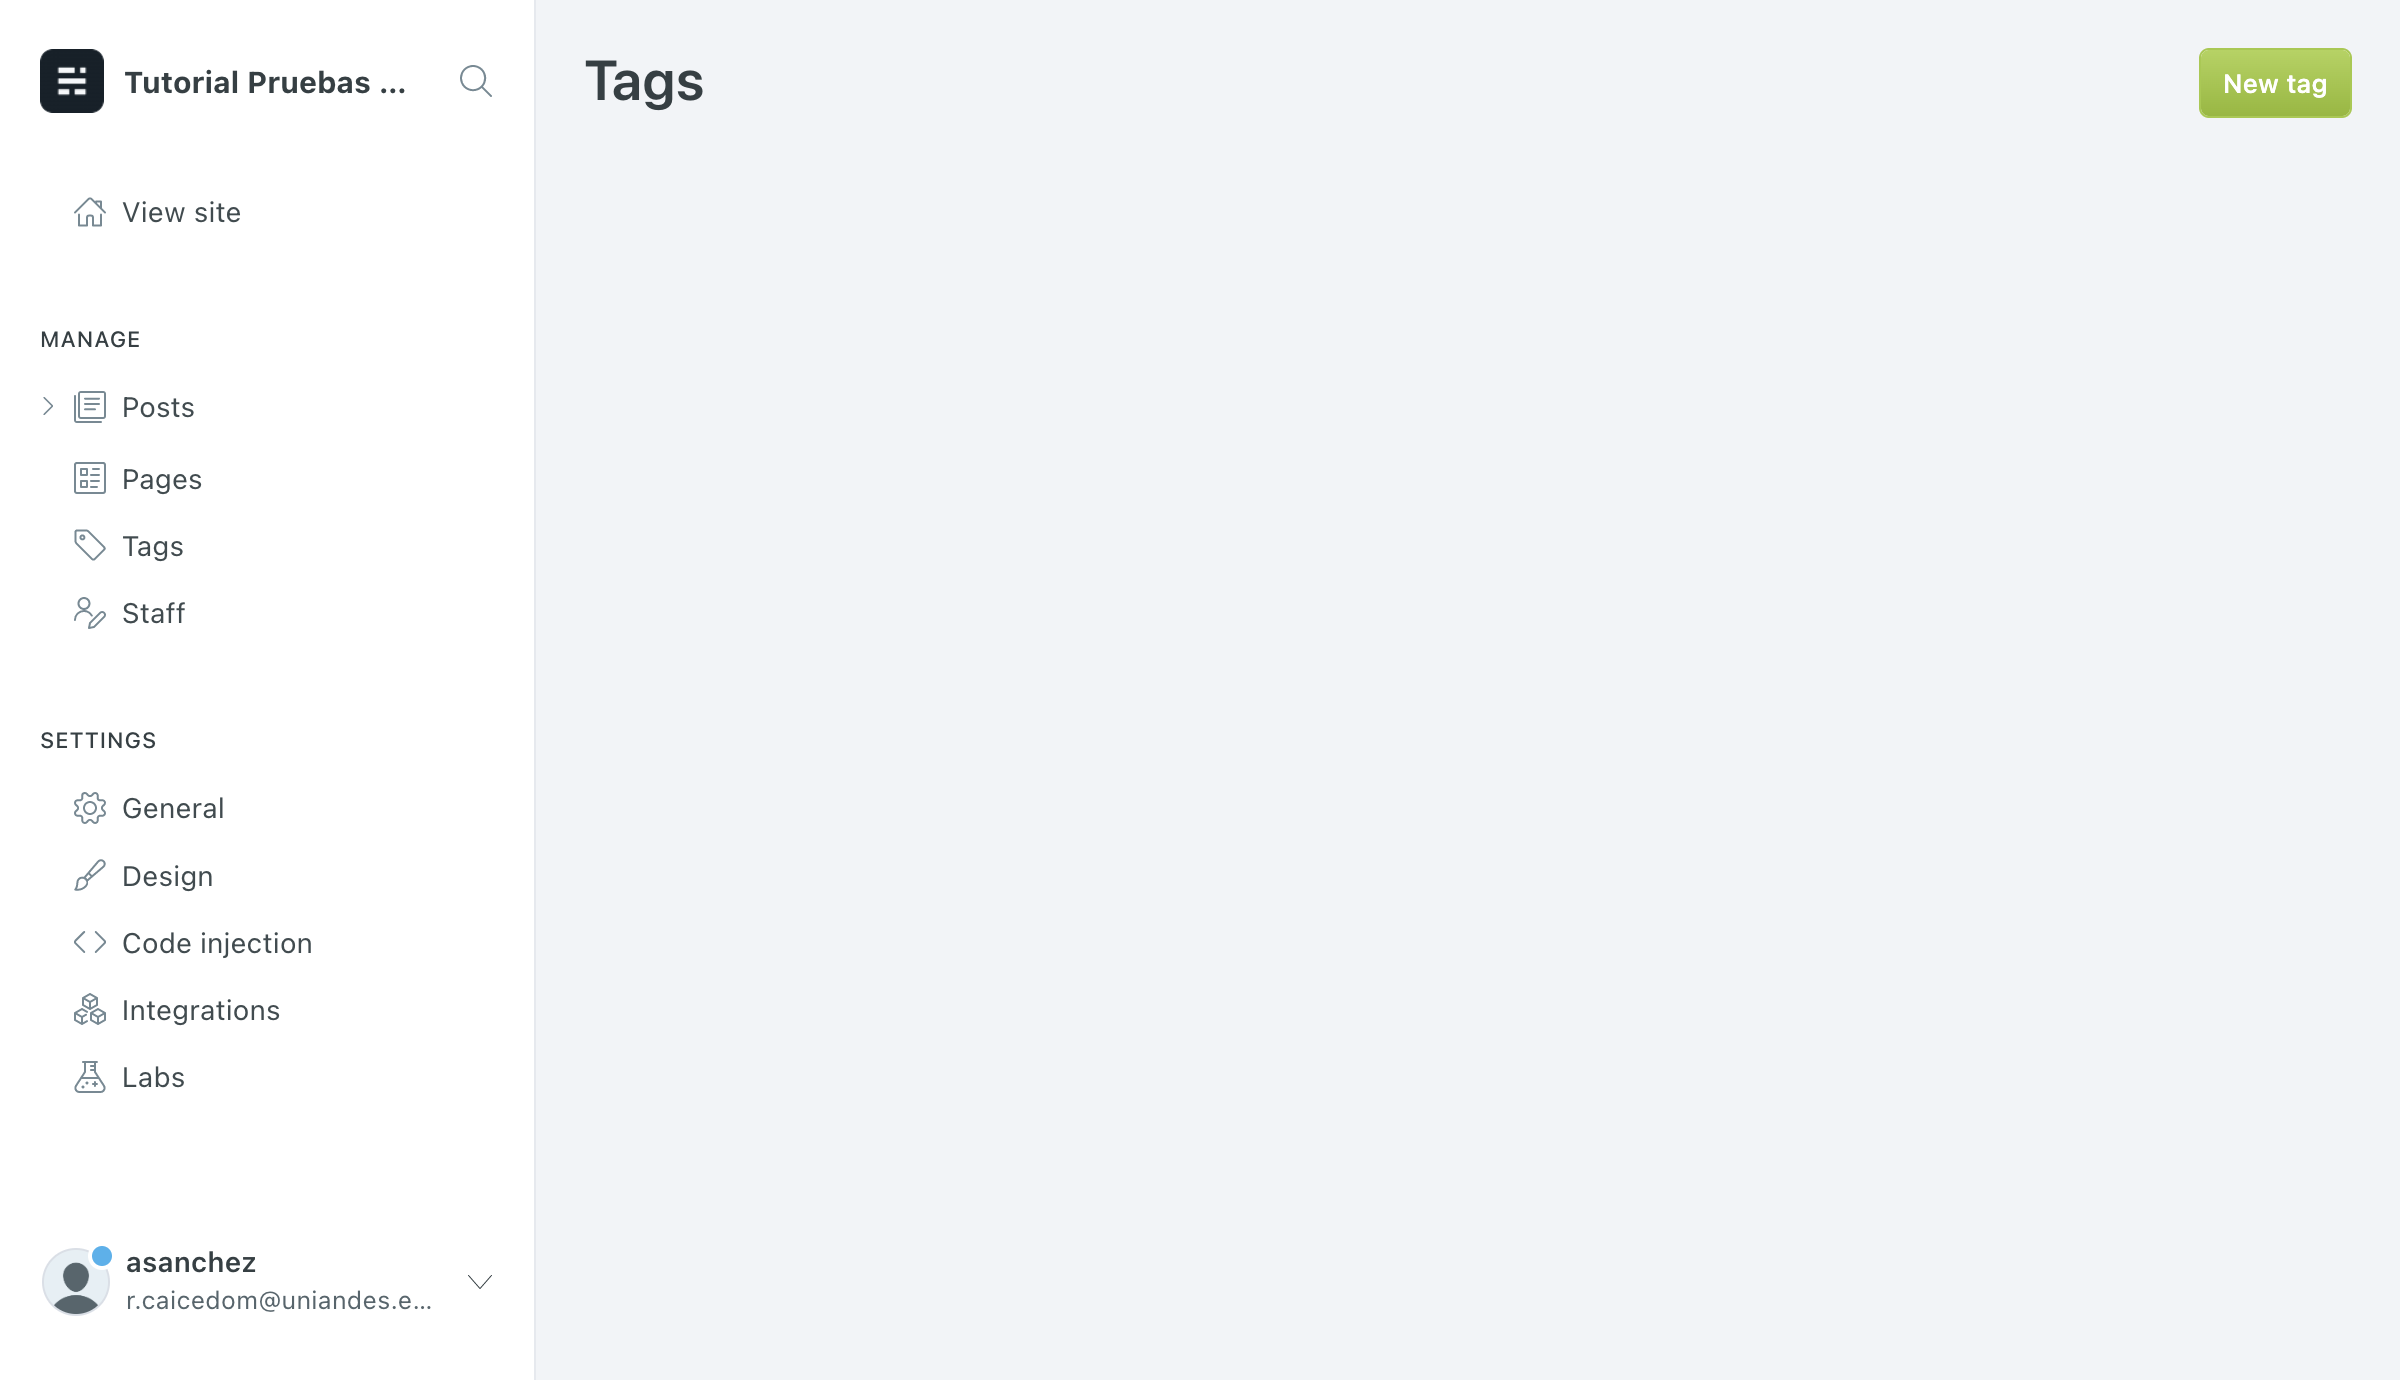 Tutorial Pruebas ...
View site
MANAGE
Posts
Pages
Tags
Staff
SETTINGS
General
Design
Code injection
Integrations
Labs
asanchez
r.caicedom@uniandes.e...
Tags
New tag